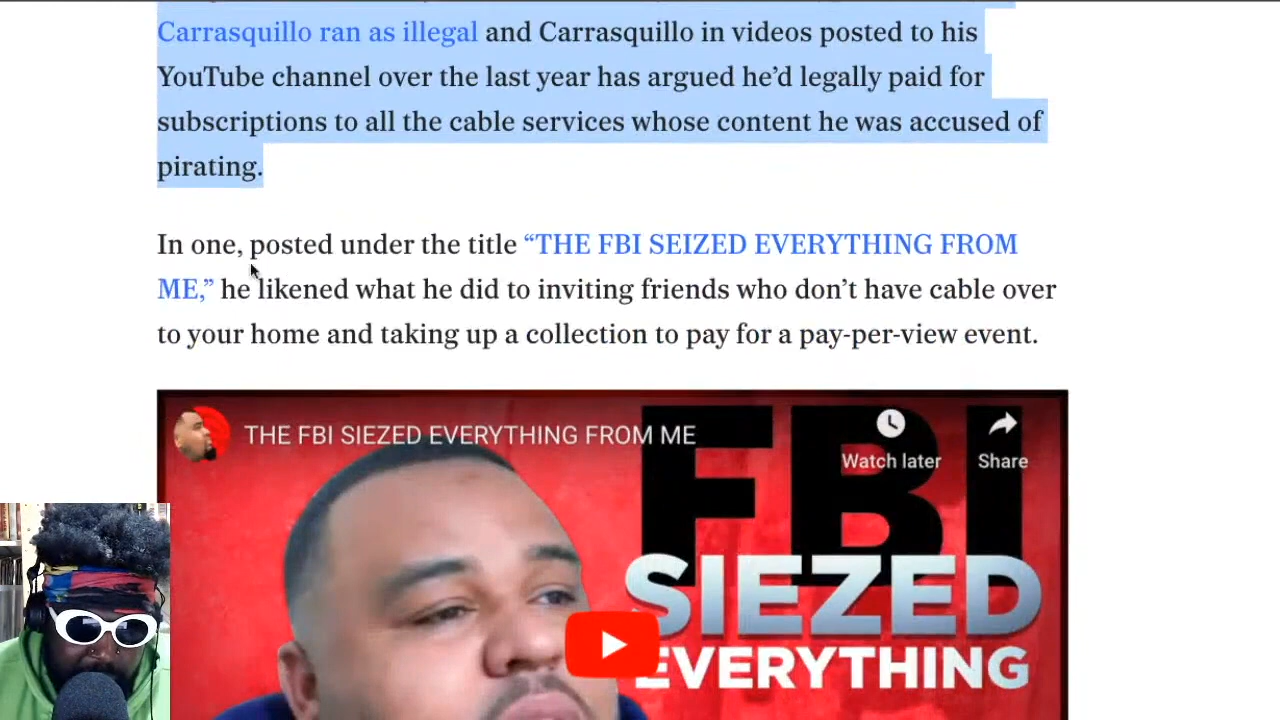 Carrasquillo ran as illegal and Carrasquillo in videos posted to his
YouTube channel over the last year has argued he’d legally paid for
subscriptions to all the cable services whose content he was accused of
pirating.
In one, posted under the title “THE FBI SEIZED EVERYTHING FROM
ME,” he likened what he did to inviting friends who don’t have cable over
to your home and taking up a collection to pay for a pay-per-view event.
THE FBI SIEZED EVERYTHING FROM ME
Watch later
Share
FBI
SIEZED
EVERYTHING